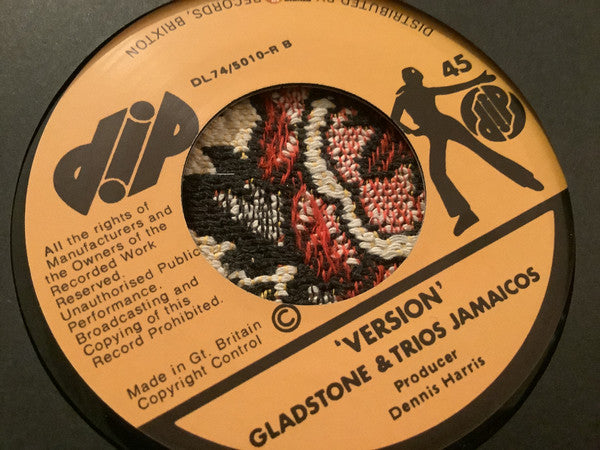 DISTRIBUTED BY
RECORDS, BRIXTON
DL74/5010-R B
dip
45
dip
All the rights of
Manufacturers and
the Owners of the
Recorded Work
Reserved.
Unauthorised Public
Performance.
Broadcasting and
Copying of this
Record Prohibited.
Made in Gt. Britain
Copyright Control
©
'VERSION'
GLADSTONE & TRIOS JAMAICOS
Producer
Dennis Harris